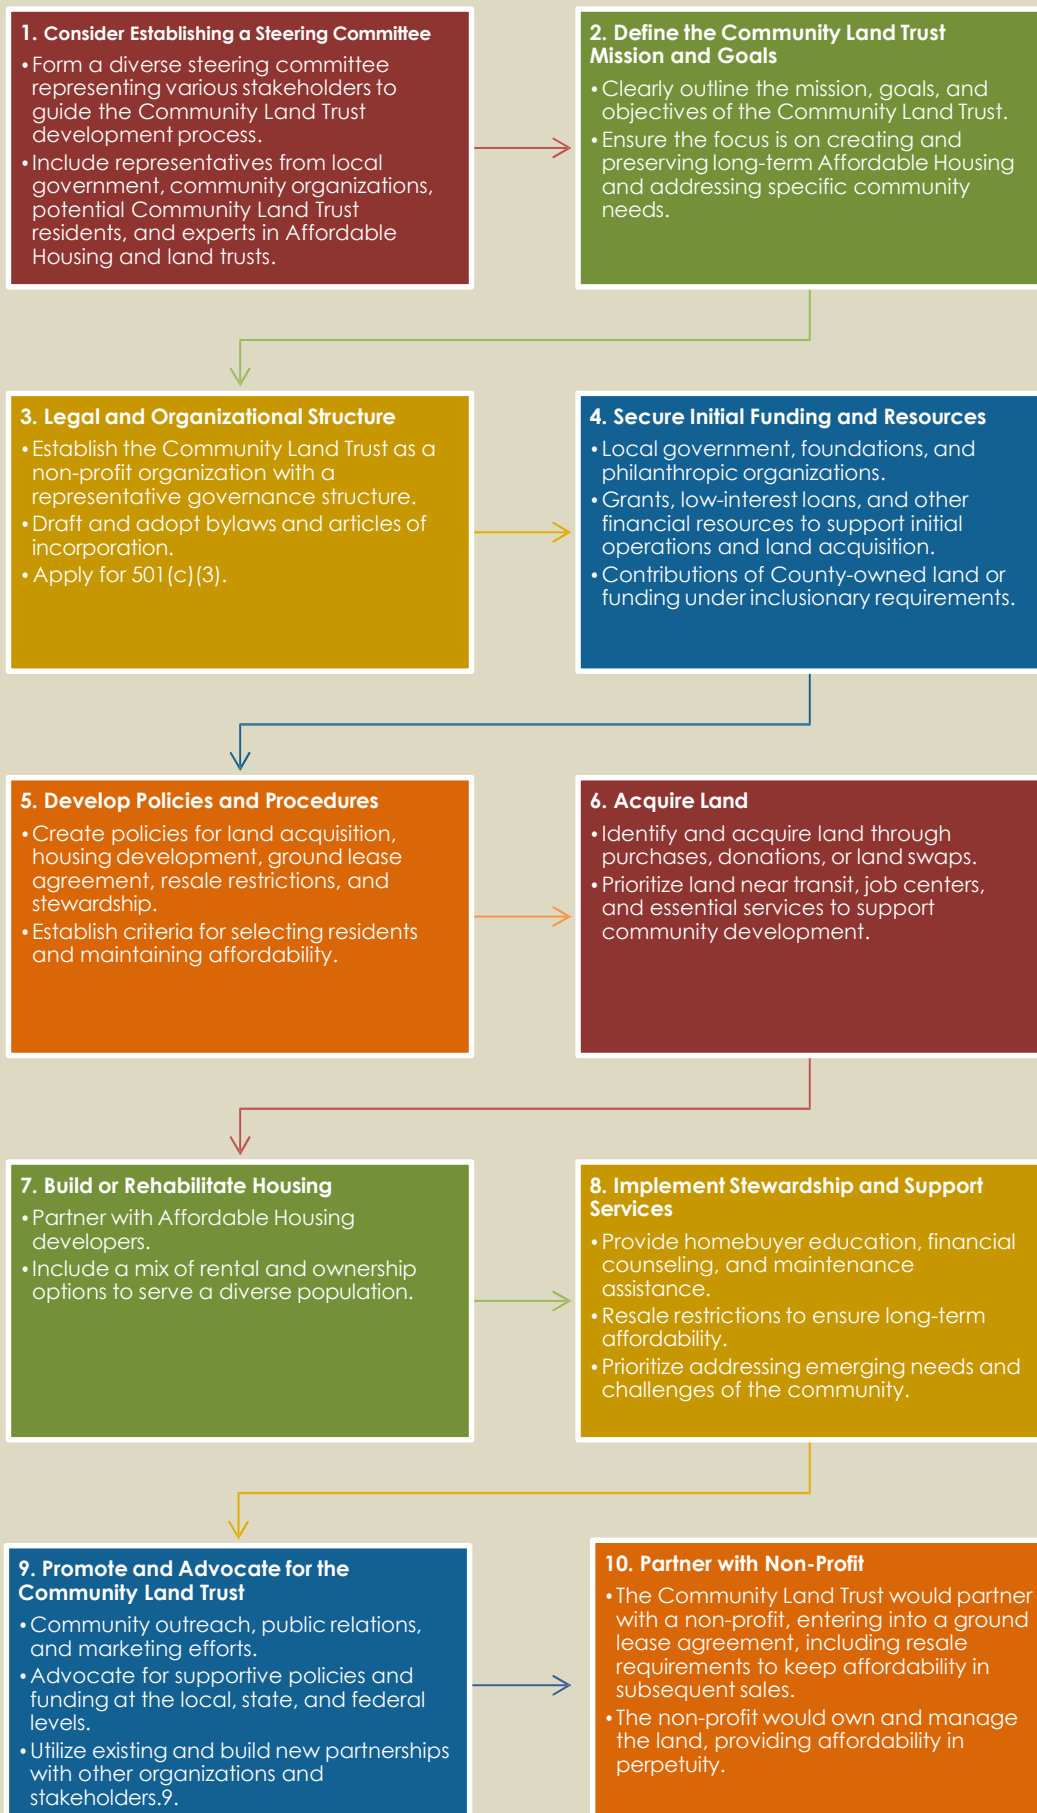 1. Consider Establishing a Steering Committee
• Form a diverse steering committee
representing various stakeholders to
guide the Community Land Trust
development process.
• Include representatives from local
government, community organizations,
potential Community Land Trust
residents, and experts in Affordable
Housing and land trusts.
2. Define the Community Land Trust
Mission and Goals
• Clearly outline the mission, goals, and
objectives of the Community Land Trust.
• Ensure the focus is on creating and
preserving long-term Affordable Housing
and addressing specific community
needs.
3. Legal and Organizational Structure
• Establish the Community Land Trust as a
non-profit organization with a
representative governance structure.
• Draft and adopt bylaws and articles of
incorporation.
• Apply for 501(c)(3).
4. Secure Initial Funding and Resources
• Local government, foundations, and
philanthropic organizations.
• Grants, low-interest loans, and other
financial resources to support initial
operations and land acquisition.
• Contributions of County-owned land or
funding under inclusionary requirements.
5. Develop Policies and Procedures
• Create policies for land acquisition,
housing development, ground lease
agreement, resale restrictions, and
stewardship.
• Establish criteria for selecting residents
and maintaining affordability.
6. Acquire Land
• Identify and acquire land through
purchases, donations, or land swaps.
• Prioritize land near transit, job centers,
and essential services to support
community development.
7. Build or Rehabilitate Housing
• Partner with Affordable Housing
developers.
• Include a mix of rental and ownership
options to serve a diverse population.
8. Implement Stewardship and Support
Services
• Provide homebuyer education, financial
counseling, and maintenance
assistance.
• Resale restrictions to ensure long-term
affordability.
• Prioritize addressing emerging needs and
challenges of the community.
9. Promote and Advocate for the
Community Land Trust
• Community outreach, public relations,
and marketing efforts.
• Advocate for supportive policies and
funding at the local, state, and federal
levels.
• Utilize existing and build new partnerships
with other organizations and
stakeholders.9.
10. Partner with Non-Profit
• The Community Land Trust would partner
with a non-profit, entering into a ground
lease agreement, including resale
requirements to keep affordability in
subsequent sales.
• The non-profit would own and manage
the land, providing affordability in
perpetuity.